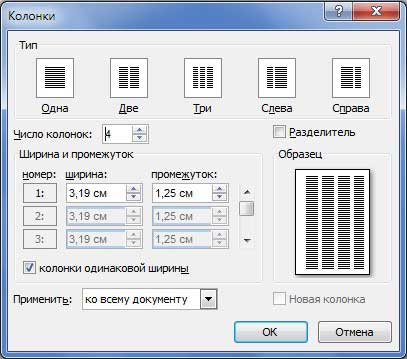 Колонки
Тип
Одна Две Три Слева Справа
Число колонок: 4 Разделитель
Ширина и промежуток Образец
номер: ширина: промежуток:
1: 3,19 см 1,25 см
2: 3,19 см 1,25 см
3: 3,19 см 1,25 см
колонки одинаковой ширины
Применить: ко всему документу Новая колонка
ОК Отмена